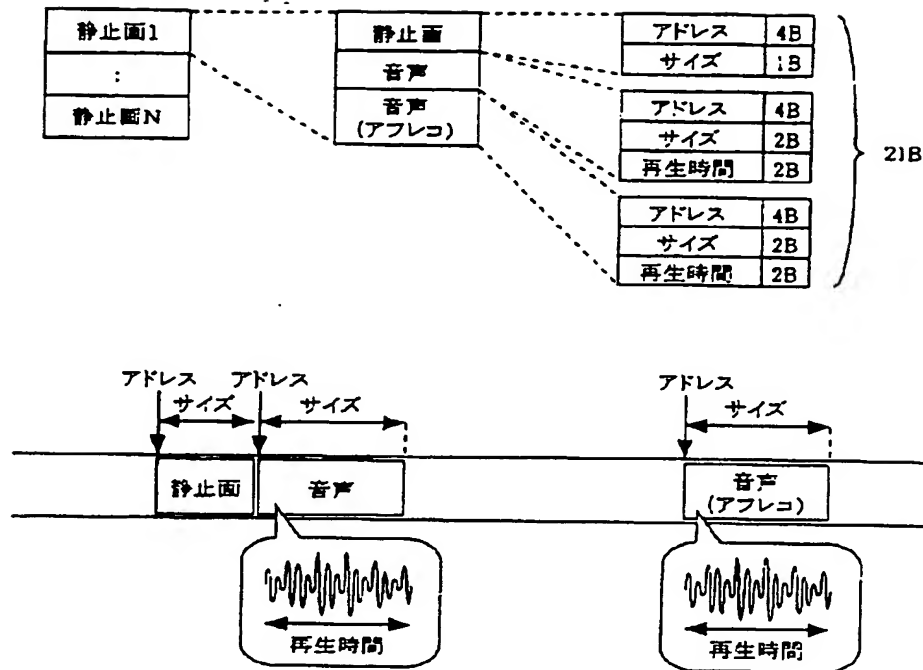 静止画1
:
静止画N
静止画
音声
音声
(アフレコ)
アドレス 4B
サイズ 1B
アドレス 4B
サイズ 2B
再生時間 2B
アドレス 4B
サイズ 2B
再生時間 2B
21B
アドレス アドレス
サイズ サイズ
静止画 音声
再生時間
アドレス
サイズ
音声
(アフレコ)
再生時間